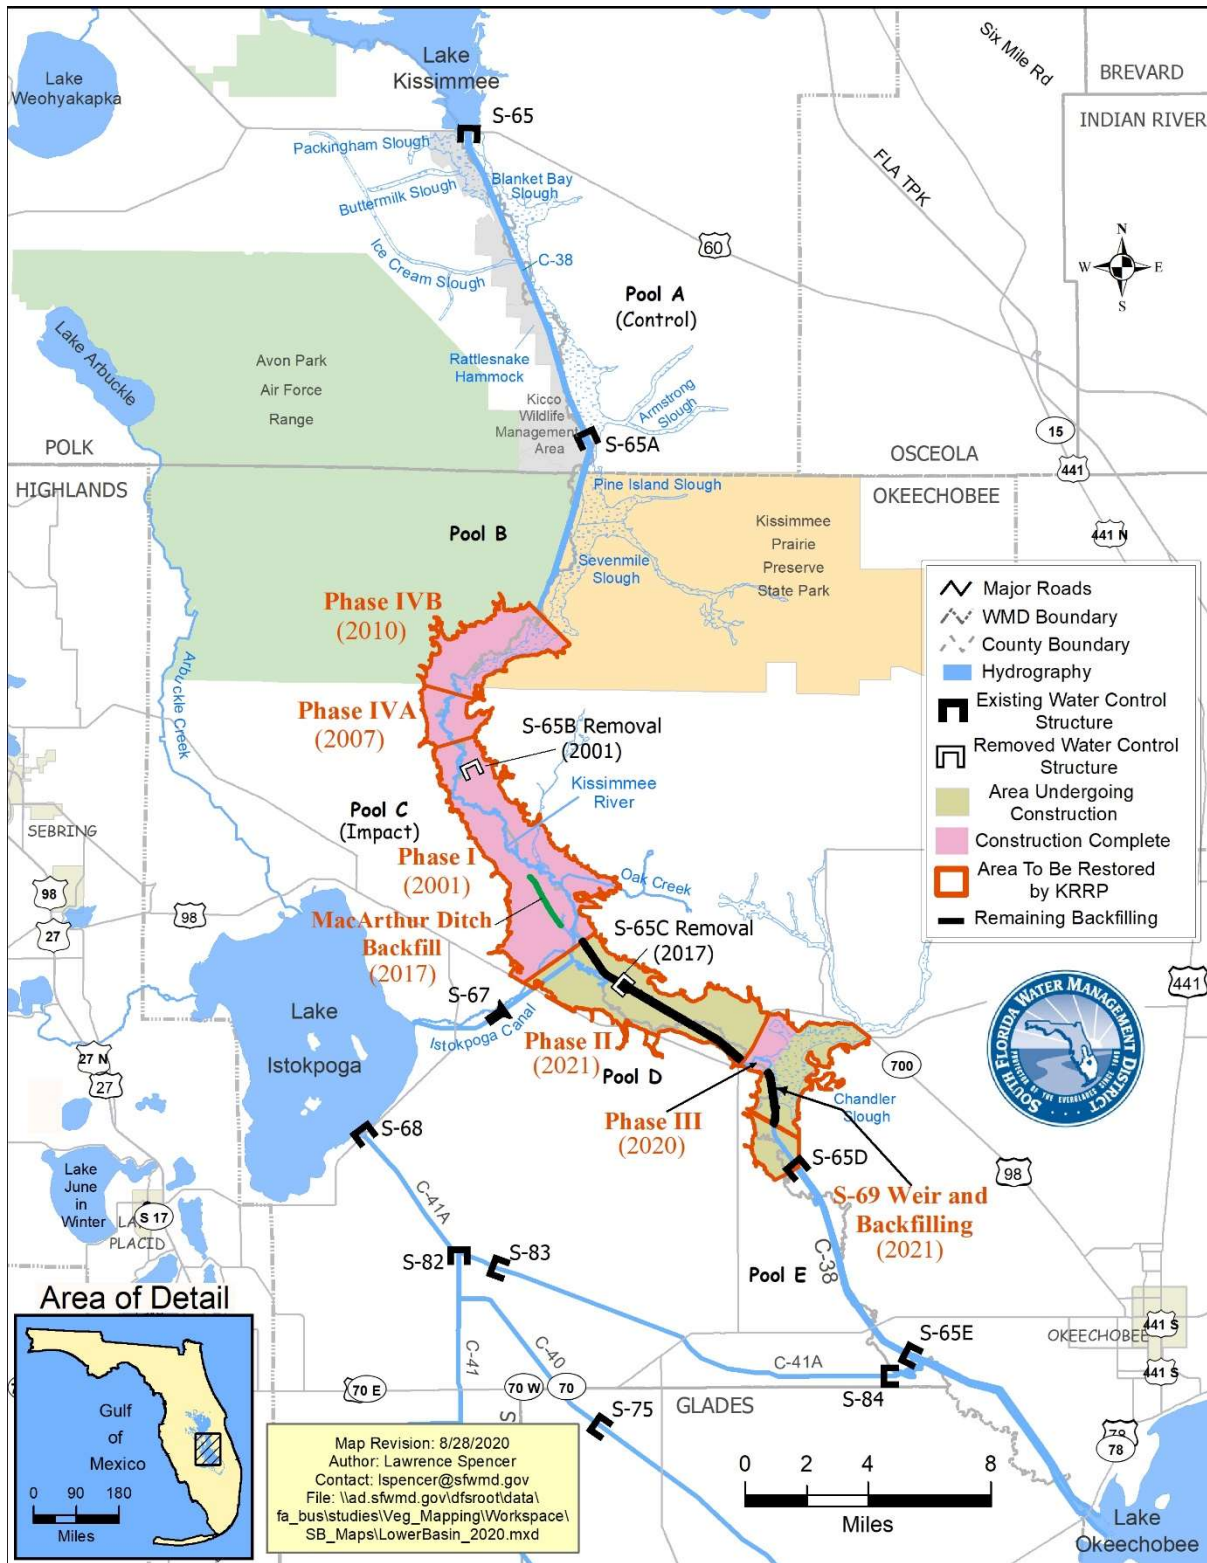 Lake
Kissimmee
Lake
Weohyakapka
S-65
Packingham Slough
Buttermilk Slough
Blanket Bay
Slough
Ice Cream Slough
C-38
Six Mile Rd
BREVARD
INDIAN RIVER
FLA TPK
60
N
W
E
S
Pool A
(Control)
Lake Arbuckle
Avon Park
Air Force
Range
Rattlesnake
Hammock
Kicco
Wildlife
Management
Area
Armstrong
Slough
S-65A
15
441
POLK
OSCEOLA
HIGHLANDS
OKEECHOBEE
Pine Island Slough
Pool B
Kissimmee
Prairie
Preserve
State Park
441 N
Sevenmile
Slough
Phase IVB
(2010)
Arbuckle Creek
Phase IVA
(2007)
S-65B Removal
(2001)
Kissimmee
River
Pool C
(Impact)
Phase I
(2001)
Oak Creek
MacArthur Ditch
Backfill
(2017)
S-65C Removal
(2017)
SEBRING
98
27
98
Major Roads
WMD Boundary
County Boundary
Hydrography
Existing Water Control
Structure
Removed Water Control
Structure
Area Undergoing
Construction
Construction Complete
Area To Be Restored
by KRRP
Remaining Backfilling
S-67
Istokpoga Canal
Lake
Istokpoga
Phase II
(2021)
Pool D
Phase III
(2020)
441
SOUTH FLORIDA WATER MANAGEMENT DISTRICT
PROTECTION OF THE EVERGLADES SINCE 1949
700
Chandler
Slough
27 N
27
S-68
S-65D
98
S-69 Weir and
Backfilling
(2021)
Lake
June
in
Winter
S 17
PLACID
C-41A
S-82
S-83
C-38
Pool E
C-41
C-40
C-41A
S-65E
S-84
OKEECHOBEE
441 S
441 S
70 E
70 W
70
S-75
GLADES
78
78
Area of Detail
Gulf
of
Mexico
0 90 180
Miles
Map Revision: 8/28/2020
Author: Lawrence Spencer
Contact: lspencer@sfwmd.gov
File: \\ad.sfwmd.gov\dfsroot\data\
fa_bus\studies\Veg_Mapping\Workspace\
SB_Maps\LowerBasin_2020.mxd
0 2 4 8
Miles
Lake
Okeechobee